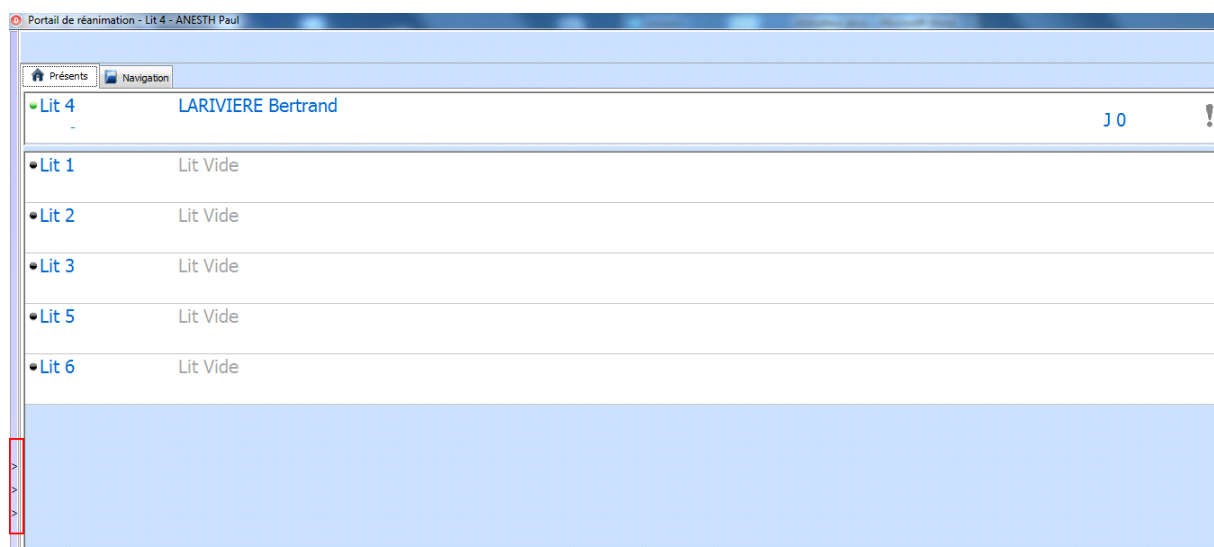 Portail de réanimation - Lit 4 - ANESTH Paul
Présents Navigation
Lit 4 LARIVIERE Bertrand
- J 0 !
Lit 1 Lit Vide
Lit 2 Lit Vide
Lit 3 Lit Vide
Lit 5 Lit Vide
Lit 6 Lit Vide
>
>
>